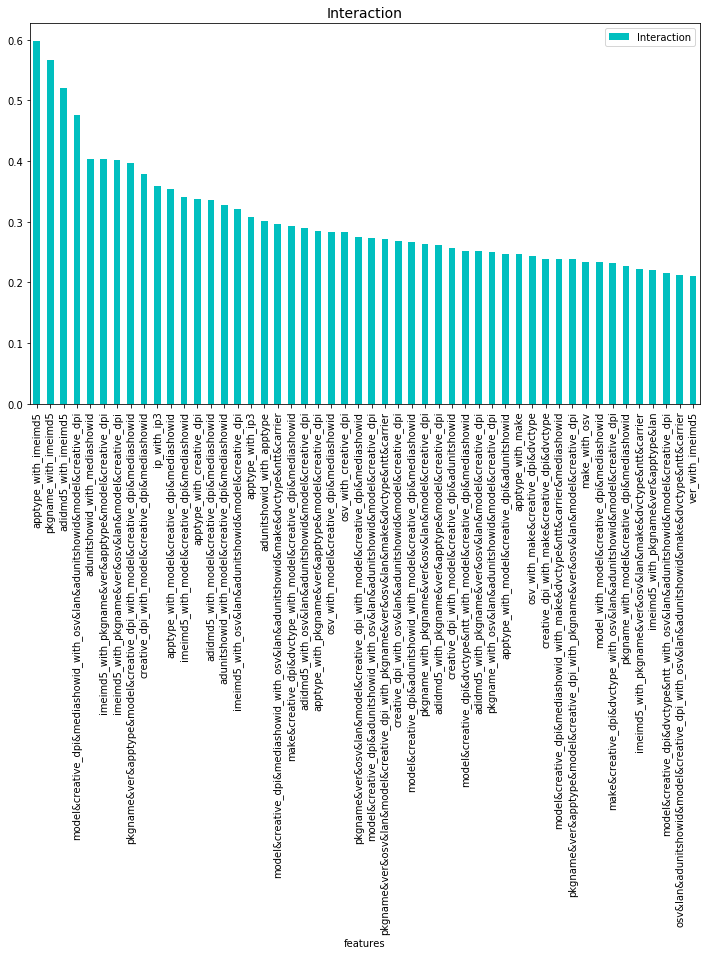 Interaction
Interaction
0.6
0.5
0.4
0.3
0.2
0.1
0.0
apptype_with_imeimd5
pkgname_with_imeimd5
adidmd5_with_imeimd5
model&creative_dpi&mediashowid_with_osv&lan&adunitshowid&model&creative_dpi
adunitshowid_with_mediashowid
imeimd5_with_pkgname&ver&apptype&model&creative_dpi
imeimd5_with_pkgname&ver&osv&lan&model&creative_dpi
pkgname&ver&apptype&model&creative_dpi_with_model&creative_dpi&mediashowid
creative_dpi_with_model&creative_dpi&mediashowid
ip_with_ip3
apptype_with_model&creative_dpi&mediashowid
imeimd5_with_model&creative_dpi&mediashowid
apptype_with_creative_dpi
adidmd5_with_model&creative_dpi&mediashowid
adunitshowid_with_model&creative_dpi&mediashowid
imeimd5_with_osv&lan&adunitshowid&model&creative_dpi
apptype_with_ip3
adunitshowid_with_apptype
model&creative_dpi&mediashowid_with_osv&lan&adunitshowid&make&dvctype&ntt&carrier
make&creative_dpi&dvctype_with_model&creative_dpi&mediashowid
adidmd5_with_osv&lan&adunitshowid&model&creative_dpi
apptype_with_pkgname&ver&apptype&model&creative_dpi
osv_with_model&creative_dpi&mediashowid
osv_with_creative_dpi
pkgname&ver&osv&lan&model&creative_dpi_with_model&creative_dpi&mediashowid
model&creative_dpi&adunitshowid_with_osv&lan&adunitshowid&model&creative_dpi
pkgname&ver&osv&lan&model&creative_dpi_with_pkgname&ver&osv&lan&make&dvctype&ntt&carrier
creative_dpi_with_osv&lan&adunitshowid&model&creative_dpi
model&creative_dpi&adunitshowid_with_model&creative_dpi&mediashowid
pkgname_with_pkgname&ver&osv&lan&model&creative_dpi
adidmd5_with_pkgname&ver&apptype&model&creative_dpi
creative_dpi_with_model&creative_dpi&adunitshowid
model&creative_dpi&dvctype&ntt_with_model&creative_dpi&mediashowid
adidmd5_with_pkgname&ver&osv&lan&model&creative_dpi
pkgname_with_osv&lan&adunitshowid&model&creative_dpi
apptype_with_model&creative_dpi&adunitshowid
apptype_with_make
osv_with_make&creative_dpi&dvctype
creative_dpi_with_make&creative_dpi&dvctype
model&creative_dpi&mediashowid_with_make&dvctype&ntt&carrier&mediashowid
pkgname&ver&apptype&model&creative_dpi_with_pkgname&ver&osv&lan&model&creative_dpi
make_with_osv
model_with_model&creative_dpi&mediashowid
make&creative_dpi&dvctype_with_osv&lan&adunitshowid&model&creative_dpi
pkgname_with_model&creative_dpi&mediashowid
imeimd5_with_pkgname&ver&osv&lan&make&dvctype&ntt&carrier
imeimd5_with_pkgname&ver&apptype&lan
model&creative_dpi&dvctype&ntt_with_osv&lan&adunitshowid&model&creative_dpi
osv&lan&adunitshowid&model&creative_dpi_with_osv&lan&adunitshowid&make&dvctype&ntt&carrier
ver_with_imeimd5
features